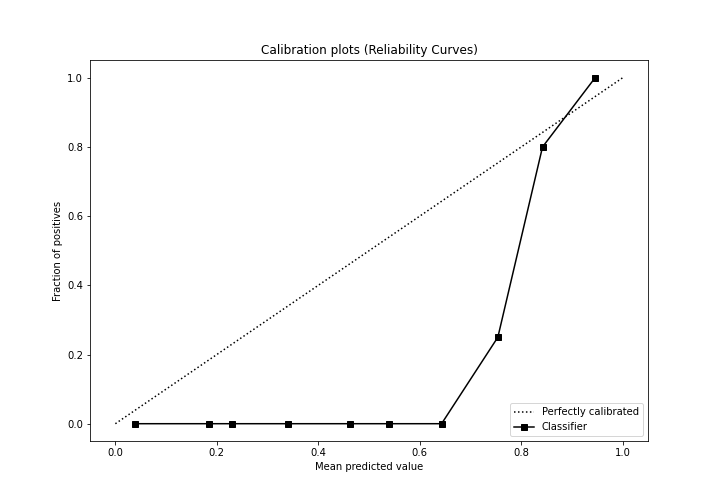 Calibration plots (Reliability Curves)
1.0
0.8
0.6
0.4
0.2
0.0
Fraction of positives
0.0 0.2 0.4 0.6 0.8 1.0
Mean predicted value
Perfectly calibrated
Classifier